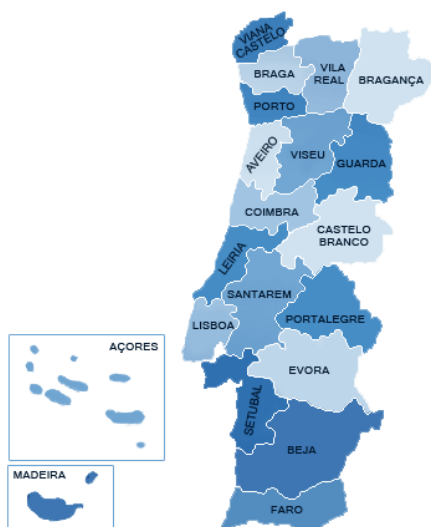 VIANA
CASTELO
BRAGA
VILA
REAL
BRAGANÇA
PORTO
AVEIRO
VISEU
GUARDA
COIMBRA
CASTELO
BRANCO
LEIRIA
SANTAREM
LISBOA
PORTALEGRE
AÇORES
EVORA
SETUBAL
BEJA
MADEIRA
FARO